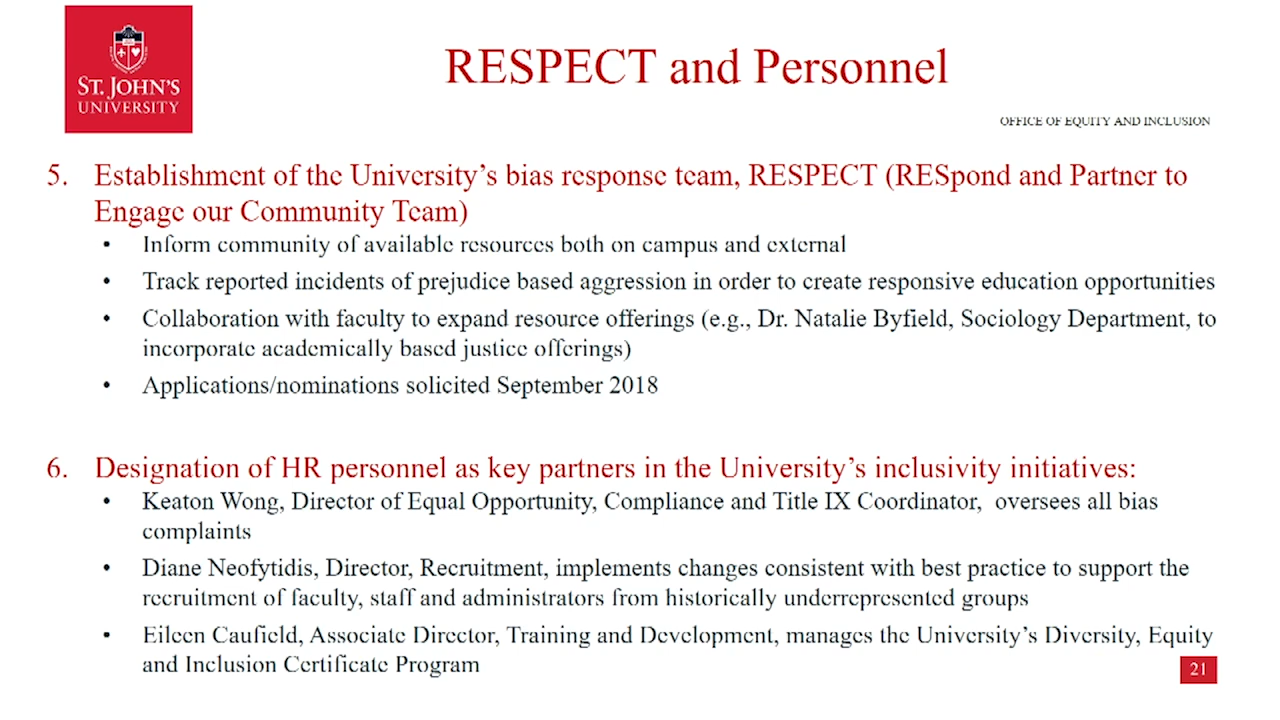 ST. JOHN'S
UNIVERSITY
RESPECT and Personnel
OFFICE OF EQUITY AND INCLUSION
5. Establishment of the University's bias response team, RESPECT (RESpond and Partner to
Engage our Community Team)
• Inform community of available resources both on campus and external
• Track reported incidents of prejudice based aggression in order to create responsive education opportunities
• Collaboration with faculty to expand resource offerings (e.g., Dr. Natalie Byfield, Sociology Department, to
incorporate academically based justice offerings)
• Applications/nominations solicited September 2018
6. Designation of HR personnel as key partners in the University's inclusivity initiatives:
• Keaton Wong, Director of Equal Opportunity, Compliance and Title IX Coordinator, oversees all bias
complaints
• Diane Neofytidis, Director, Recruitment, implements changes consistent with best practice to support the
recruitment of faculty, staff and administrators from historically underrepresented groups
• Eileen Caufield, Associate Director, Training and Development, manages the University's Diversity, Equity
and Inclusion Certificate Program
21